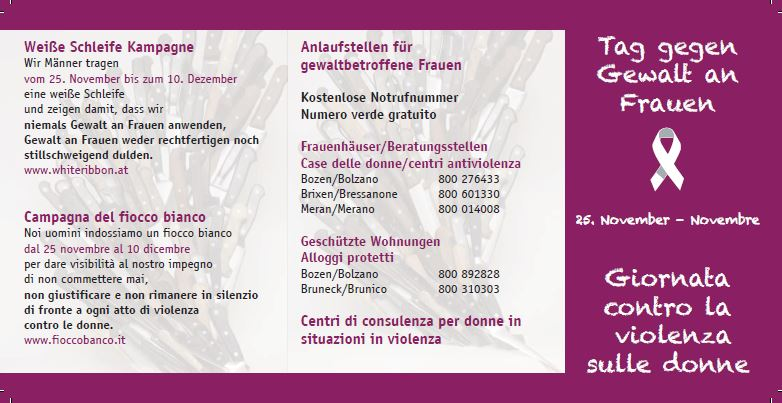 Weiße Schleife Kampagne
Wir Männer tragen
vom 25. November bis zum 10. Dezember
eine weiße Schleife
und zeigen damit, dass wir
niemals Gewalt an Frauen anwenden,
Gewalt an Frauen weder rechtfertigen noch
stillschweigend dulden.
www.whiteribbon.at
Campagna del fiocco bianco
Noi uomini indossiamo un fiocco bianco
dal 25 novembre al 10 dicembre
per dare visibilità al nostro impegno
di non commettere mai,
non giustificare e non rimanere in silenzio
di fronte a ogni atto di violenza
contro le donne.
www.fioccobanco.it
Anlaufstellen für
gewaltbetroffene Frauen
Kostenlose Notrufnummer
Numero verde gratuito
Frauenhäuser/Beratungsstellen
Case delle donne/centri antiviolenza
Bozen/Bolzano 800 276433
Brixen/Bressanone 800 601330
Meran/Merano 800 014008
Geschützte Wohnungen
Alloggi protetti
Bozen/Bolzano 800 892828
Bruneck/Brunico 800 310303
Centri di consulenza per donne in
situazioni in violenza
Tag gegen
Gewalt an
Frauen
25. November - Novembre
Giornata
contro la
violenza
sulle donne